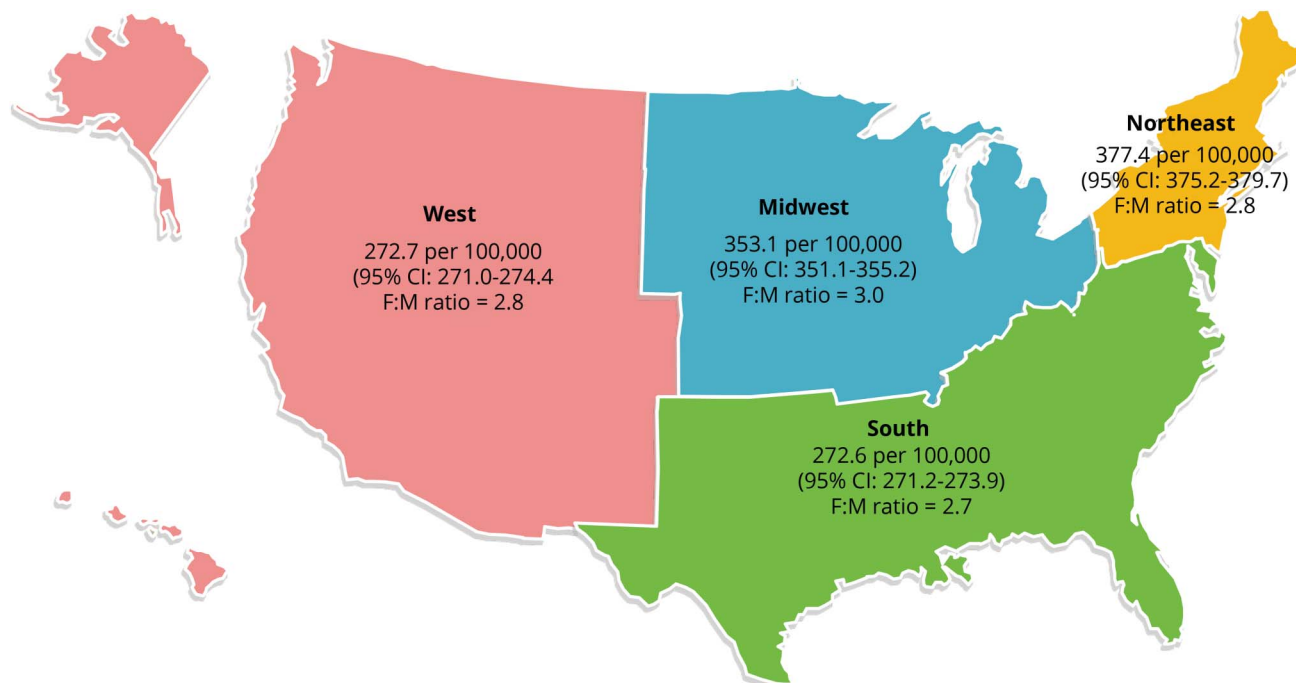 Northeast
377.4 per 100,000
(95% CI: 375.2-379.7)
F:M ratio = 2.8
West
272.7 per 100,000
(95% CI: 271.0-274.4
F:M ratio = 2.8
Midwest
353.1 per 100,000
(95% CI: 351.1-355.2)
F:M ratio = 3.0
South
272.6 per 100,000
(95% CI: 271.2-273.9)
F:M ratio = 2.7